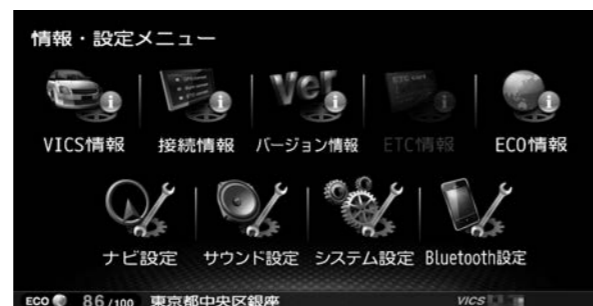 情報・設定メニュー
Ver
ETC card
VICS情報 接続情報 バージョン情報 ETC情報 ECO情報
ナビ設定 サウンド設定 システム設定 Bluetooth設定
ECO 86/100 東京都中央区銀座 VICS